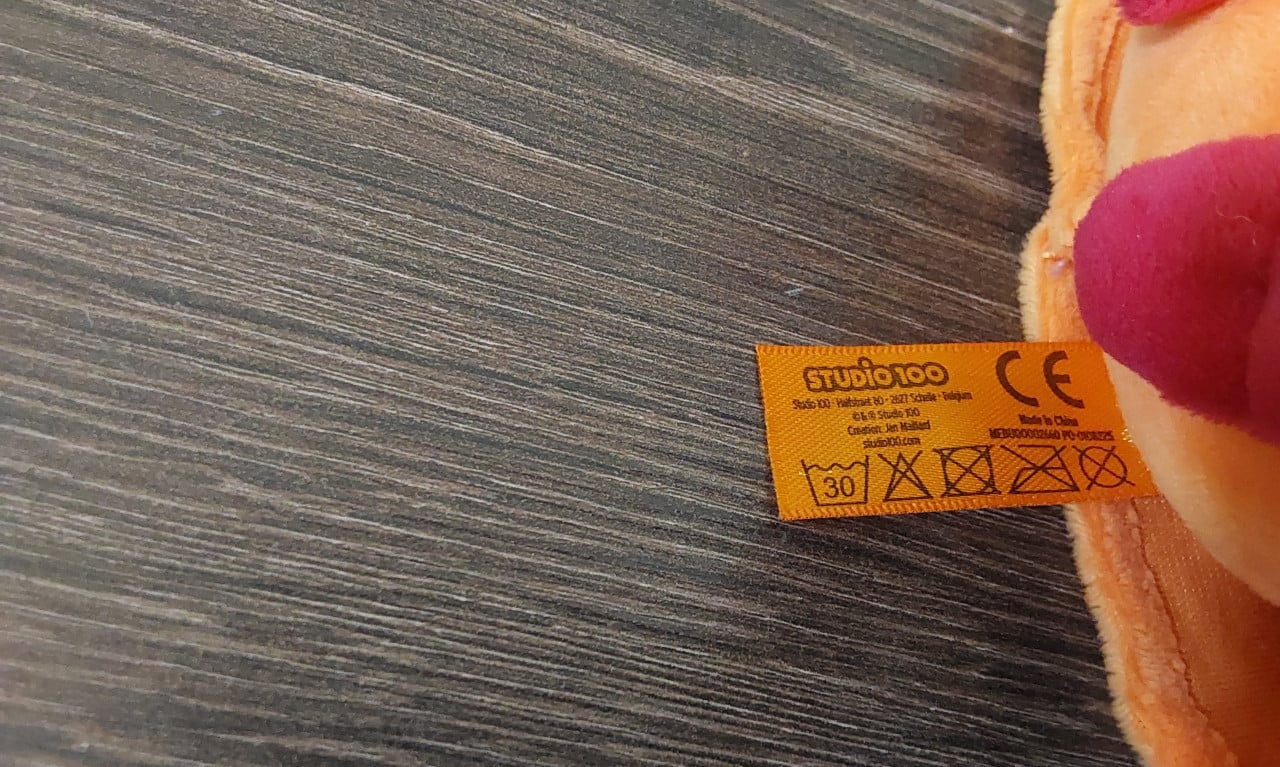 STUDIO100
Studio 100 · Halfstraat 80 · 2627 Schelle · Belgium
© & ® Studio 100
Creation: Jan Maillard
studio100.com
CE
Made in China
30